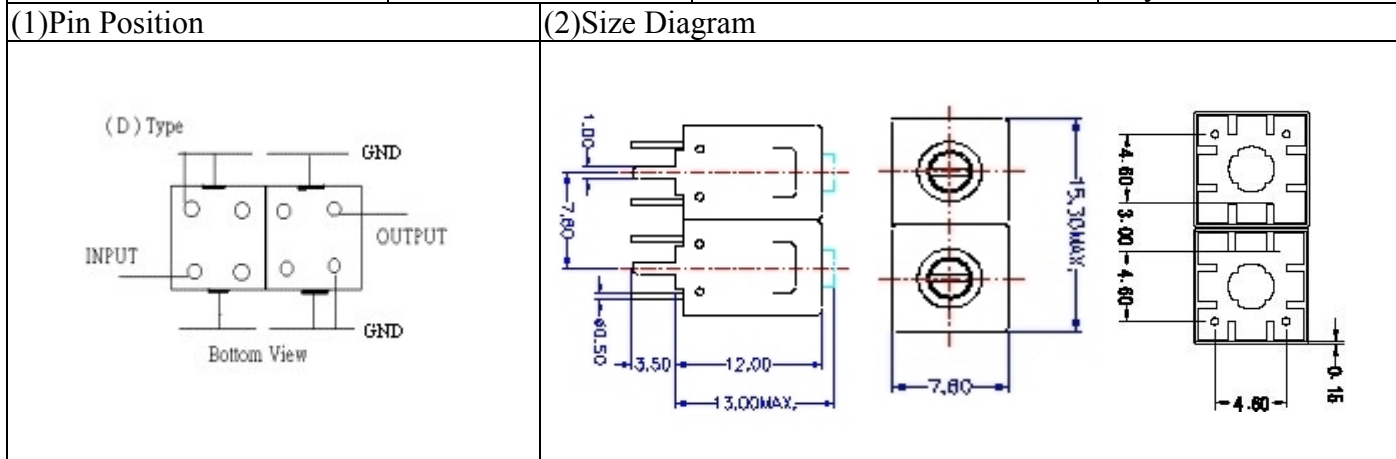 (1)Pin Position
(2)Size Diagram
(D)Type
GND
OUTPUT
INPUT
GND
Bottom View
1.00
7.60
ø0.50
3.50
12.00
13.00MAX.
15.30MAX.
7.60
4.60
3.00
4.60
0.15
4.60